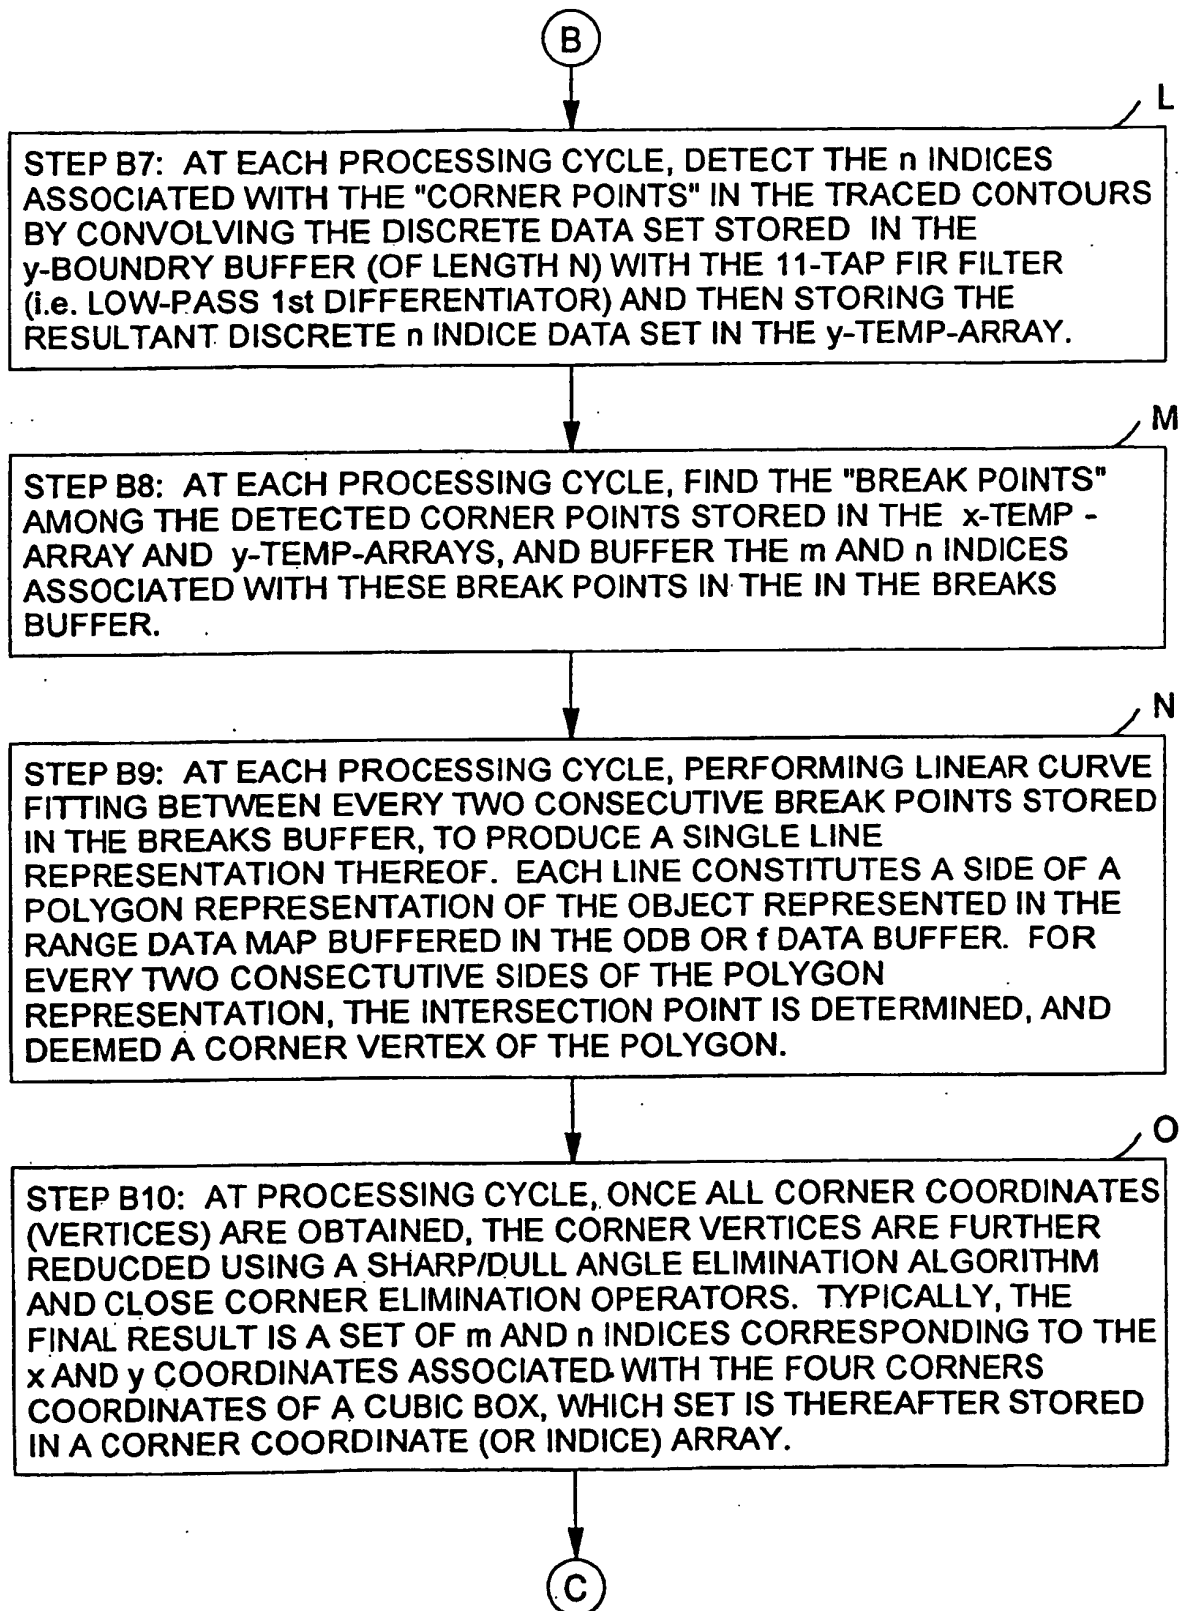 B
L
STEP B7: AT EACH PROCESSING CYCLE, DETECT THE n INDICES
ASSOCIATED WITH THE "CORNER POINTS" IN THE TRACED CONTOURS
BY CONVOLVING THE DISCRETE DATA SET STORED IN THE
y-BOUNDRY BUFFER (OF LENGTH N) WITH THE 11-TAP FIR FILTER
(i.e. LOW-PASS 1st DIFFERENTIATOR) AND THEN STORING THE
RESULTANT DISCRETE n INDICE DATA SET IN THE y-TEMP-ARRAY.
M
STEP B8: AT EACH PROCESSING CYCLE, FIND THE "BREAK POINTS"
AMONG THE DETECTED CORNER POINTS STORED IN THE x-TEMP -
ARRAY AND y-TEMP-ARRAYS, AND BUFFER THE m AND n INDICES
ASSOCIATED WITH THESE BREAK POINTS IN THE IN THE BREAKS
BUFFER.
N
STEP B9: AT EACH PROCESSING CYCLE, PERFORMING LINEAR CURVE
FITTING BETWEEN EVERY TWO CONSECUTIVE BREAK POINTS STORED
IN THE BREAKS BUFFER, TO PRODUCE A SINGLE LINE
REPRESENTATION THEREOF. EACH LINE CONSTITUTES A SIDE OF A
POLYGON REPRESENTATION OF THE OBJECT REPRESENTED IN THE
RANGE DATA MAP BUFFERED IN THE ODB OR f DATA BUFFER. FOR
EVERY TWO CONSECTUTIVE SIDES OF THE POLYGON
REPRESENTATION, THE INTERSECTION POINT IS DETERMINED, AND
DEEMED A CORNER VERTEX OF THE POLYGON.
O
STEP B10: AT PROCESSING CYCLE, ONCE ALL CORNER COORDINATES
(VERTICES) ARE OBTAINED, THE CORNER VERTICES ARE FURTHER
REDUCDED USING A SHARP/DULL ANGLE ELIMINATION ALGORITHM
AND CLOSE CORNER ELIMINATION OPERATORS. TYPICALLY, THE
FINAL RESULT IS A SET OF m AND n INDICES CORRESPONDING TO THE
x AND y COORDINATES ASSOCIATED WITH THE FOUR CORNERS
COORDINATES OF A CUBIC BOX, WHICH SET IS THEREAFTER STORED
IN A CORNER COORDINATE (OR INDICE) ARRAY.
C